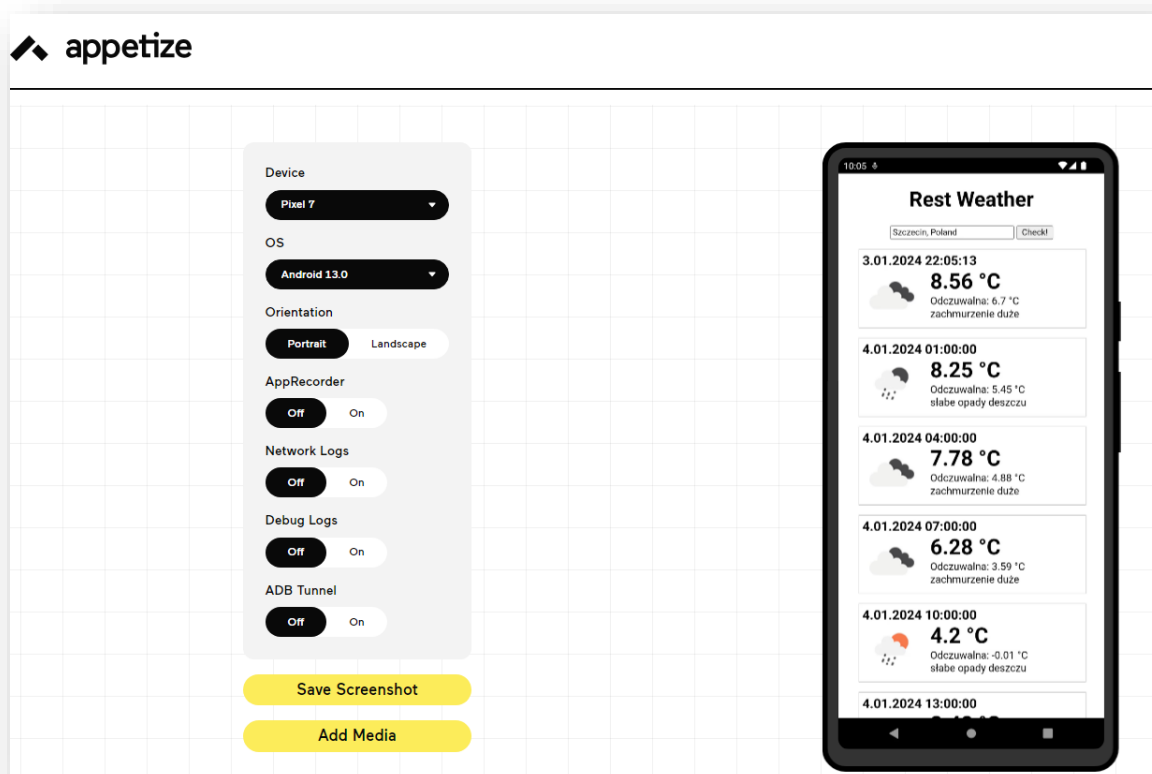 appetize
Device
Pixel 7
OS
Android 13.0
Orientation
Portrait Landscape
AppRecorder
Off On
Network Logs
Off On
Debug Logs
Off On
ADB Tunnel
Off On
Save Screenshot
Add Media
10:05
Rest Weather
Szczecin, Poland Check!
3.01.2024 22:05:13
8.56 °C
Odczuwalna: 6.7 °C
zachmurzenie duże
4.01.2024 01:00:00
8.25 °C
Odczuwalna: 5.45 °C
słabe opady deszczu
4.01.2024 04:00:00
7.78 °C
Odczuwalna: 4.88 °C
zachmurzenie duże
4.01.2024 07:00:00
6.28 °C
Odczuwalna: 3.59 °C
zachmurzenie duże
4.01.2024 10:00:00
4.2 °C
Odczuwalna: -0.01 °C
słabe opady deszczu
4.01.2024 13:00:00